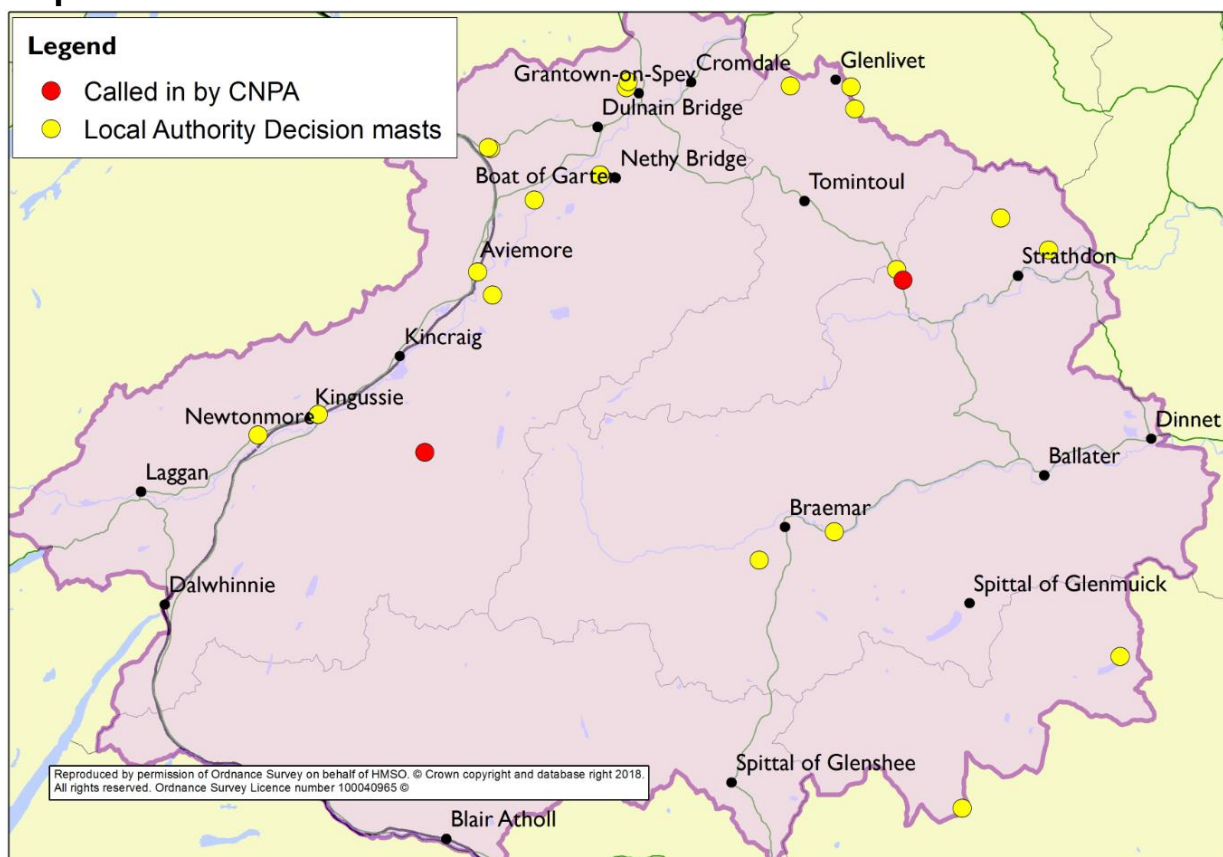 Legend
Called in by CNPA
Local Authority Decision masts
Grantown-on-Spey
Cromdale
Glenlivet
Dulnain Bridge
Boat of Garten
Nethy Bridge
Tomintoul
Aviemore
Strathdon
Kincraig
Newtonmore
Kingussie
Dinnet
Laggan
Ballater
Braemar
Dalwhinnie
Spittal of Glenmuick
Spittal of Glenshee
Reproduced by permission of Ordnance Survey on behalf of HMSO. © Crown copyright and database right 2018.
All rights reserved. Ordnance Survey Licence number 100040965 ©
Blair Atholl